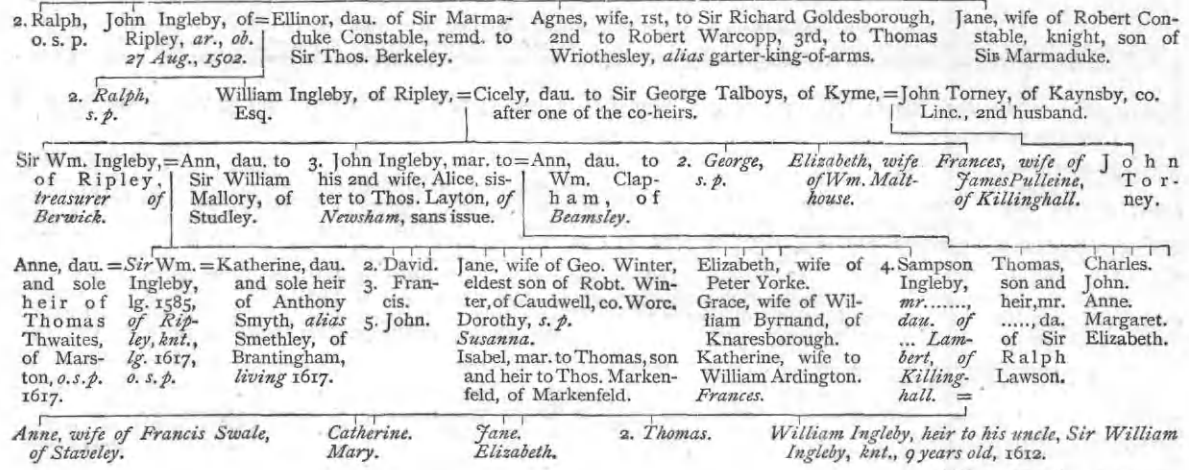 2. Ralph,
o. s. p.
John Ingleby, of=Ellinor, dau. of Sir Marma-
Ripley, ar., ob.
27 Aug., 1502.
duke Constable, remd. to
Sir Thos. Berkeley.
Agnes, wife, 1st, to Sir Richard Goldesborough,
2nd to Robert Warcopp, 3rd, to Thomas
Wriothesley, alias garter-king-of-arms.
Jane, wife of Robert Con-
stable, knight, son of
Sir Marmaduke.
2. Ralph,
s. p.
William Ingleby, of Ripley,=Cicely, dau. to Sir George Talboys, of Kyme,=John Torney, of Kaynsby, co.
Esq.
after one of the co-heirs.
Linc., 2nd husband.
Sir Wm. Ingleby,=Ann, dau. to
of Ripley,
treasurer of
Berwick.
Sir William
Mallory, of
Studley.
3. John Ingleby, mar. to=Ann, dau. to
his 2nd wife, Alice, sis-
ter to Thos. Layton, of
Newsham, sans issue.
Wm. Clap-
ham, of
Beamsley.
2. George,
s. p.
Elizabeth, wife
of Wm. Malt-
house.
Frances, wife of
James Pulleine,
of Killinghall.
John
Tor-
ney.
Anne, dau.
and sole
heir of
Thomas
Thwaites,
of Mars-
ton, o.s.p.
1617.
=Sir Wm.
Ingleby,
lg. 1585,
of Rip-
ley, knt.,
lg. 1617,
o. s. p.
=Katherine, dau.
and sole heir
of Anthony
Smyth, alias
Smethley, of
Brantingham,
living 1617.
2. David.
3. Fran-
cis.
5. John.
Jane, wife of Geo. Winter,
eldest son of Robt. Win-
ter, of Caudwell, co. Worc.
Dorothy, s. p.
Susanna.
Isabel, mar. to Thomas, son
and heir to Thos. Marken-
feld, of Markenfeld.
Elizabeth, wife of
Peter Yorke.
Grace, wife of Wil-
liam Byrnand, of
Knaresborough.
Katherine, wife to
William Ardington.
Frances.
4. Sampson
Ingleby,
mr.......,
dau. of
... Lam-
bert, of
Killing-
hall. =
Thomas,
son and
heir, mr.
....., da.
of Sir
Ralph
Lawson.
Charles.
John.
Anne.
Margaret.
Elizabeth.
Anne, wife of Francis Swale,
of Staveley.
Catherine.
Mary.
Jane.
Elizabeth.
2. Thomas.
William Ingleby, heir to his uncle, Sir William
Ingleby, knt., 9 years old, 1612.